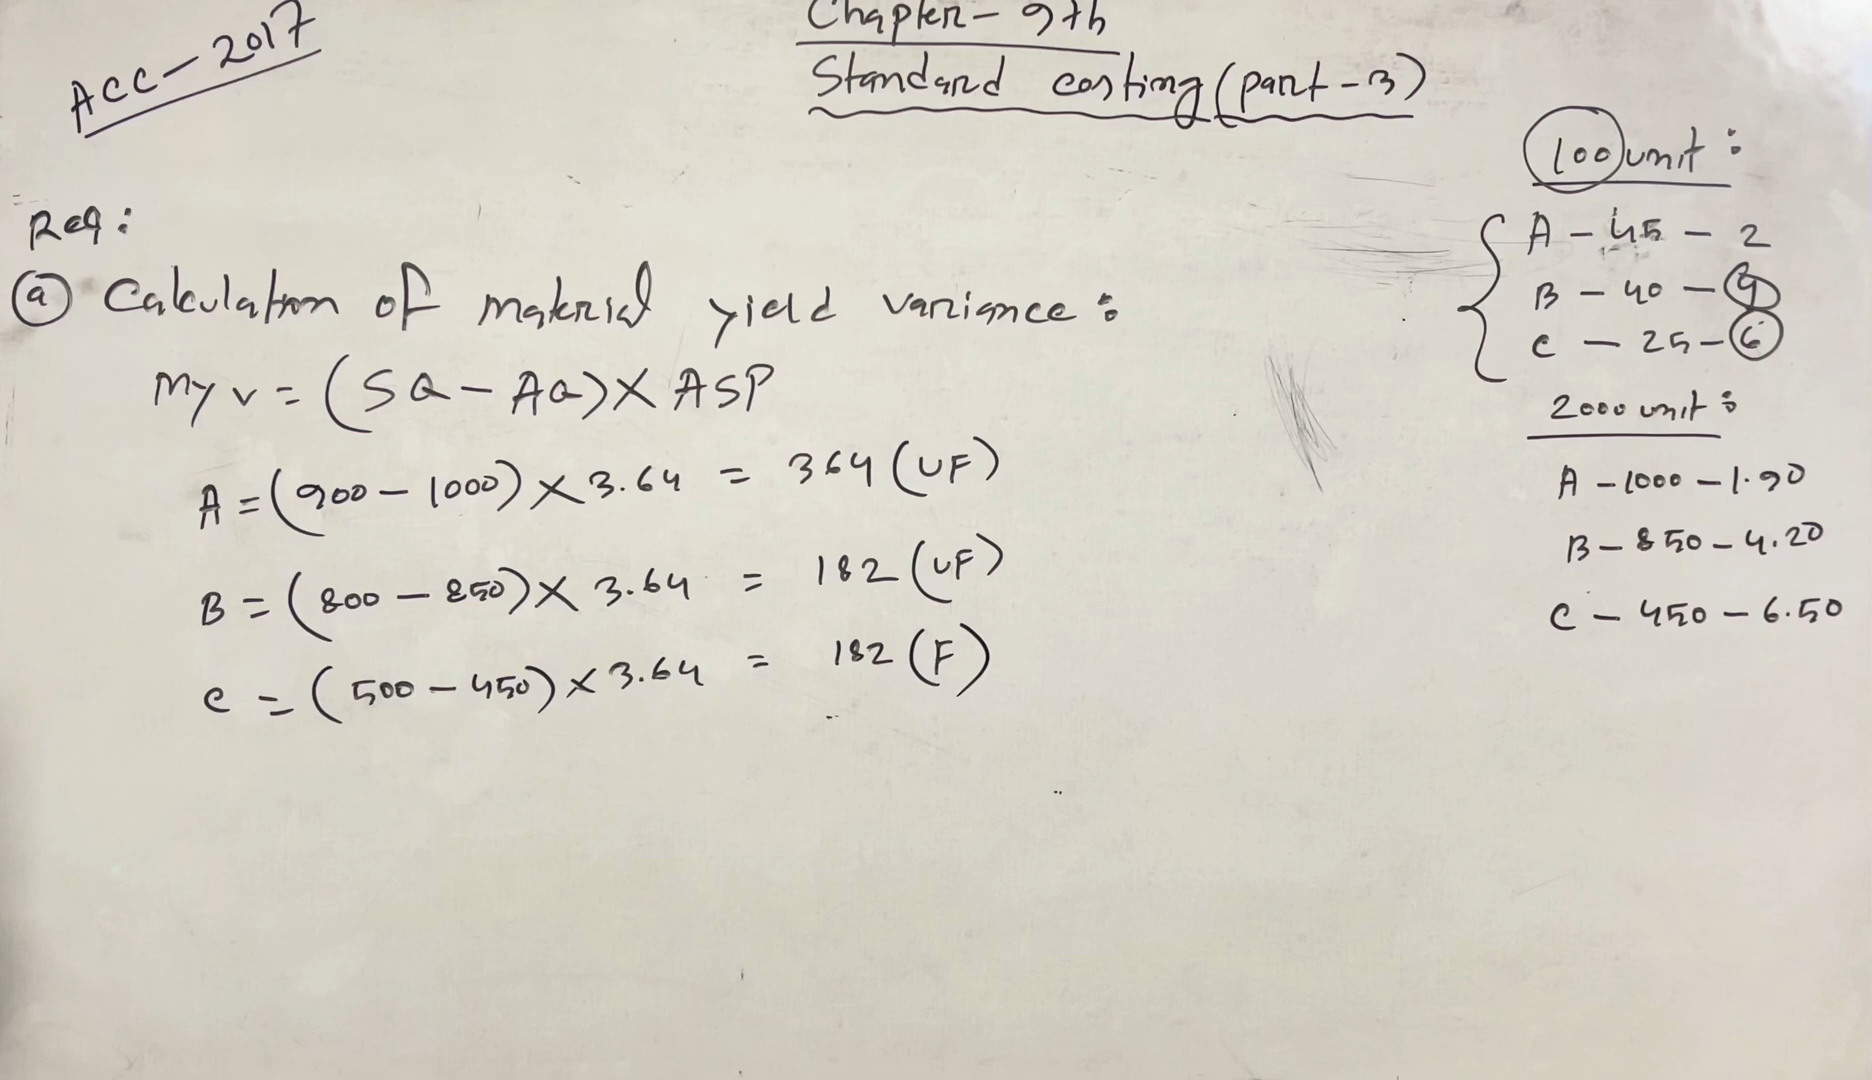 ACC-2017
Chapter-9th
Standard costing (part-3)
Req:
(a) Calculation of material yield variance:
MYV = (SQ - AQ) X ASP
A = (900 - 1000) X 3.64 = 364 (UF)
B = (800 - 850) X 3.64 = 182 (UF)
C = (500 - 450) X 3.64 = 182 (F)
100 unit:
A - 45 - 2
B - 40 - 4
C - 25 - 6
2000 unit:
A - 1000 - 1.90
B - 850 - 4.20
C - 450 - 6.50